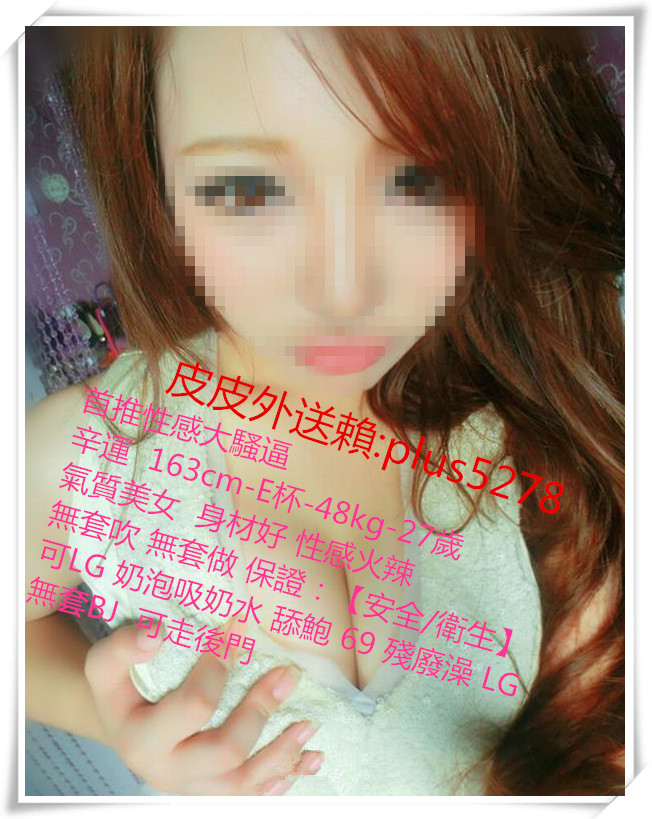 皮皮外送賴:plus5278
首推性感大騷逼
辛運 163cm-E杯-48kg-27歲
氣質美女 身材好 性感火辣
無套吹 無套做 保證：【安全/衛生】
可LG 奶泡吸奶水 舔鮑 69 殘廢澡 LG
無套BJ 可走後門